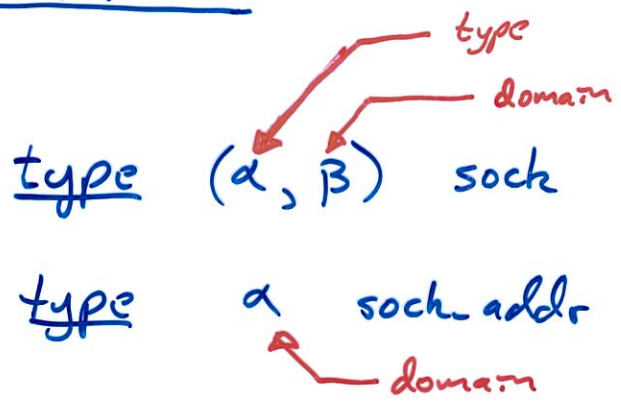 type
domain
type (α, β) sock
type α sock_addr
domain